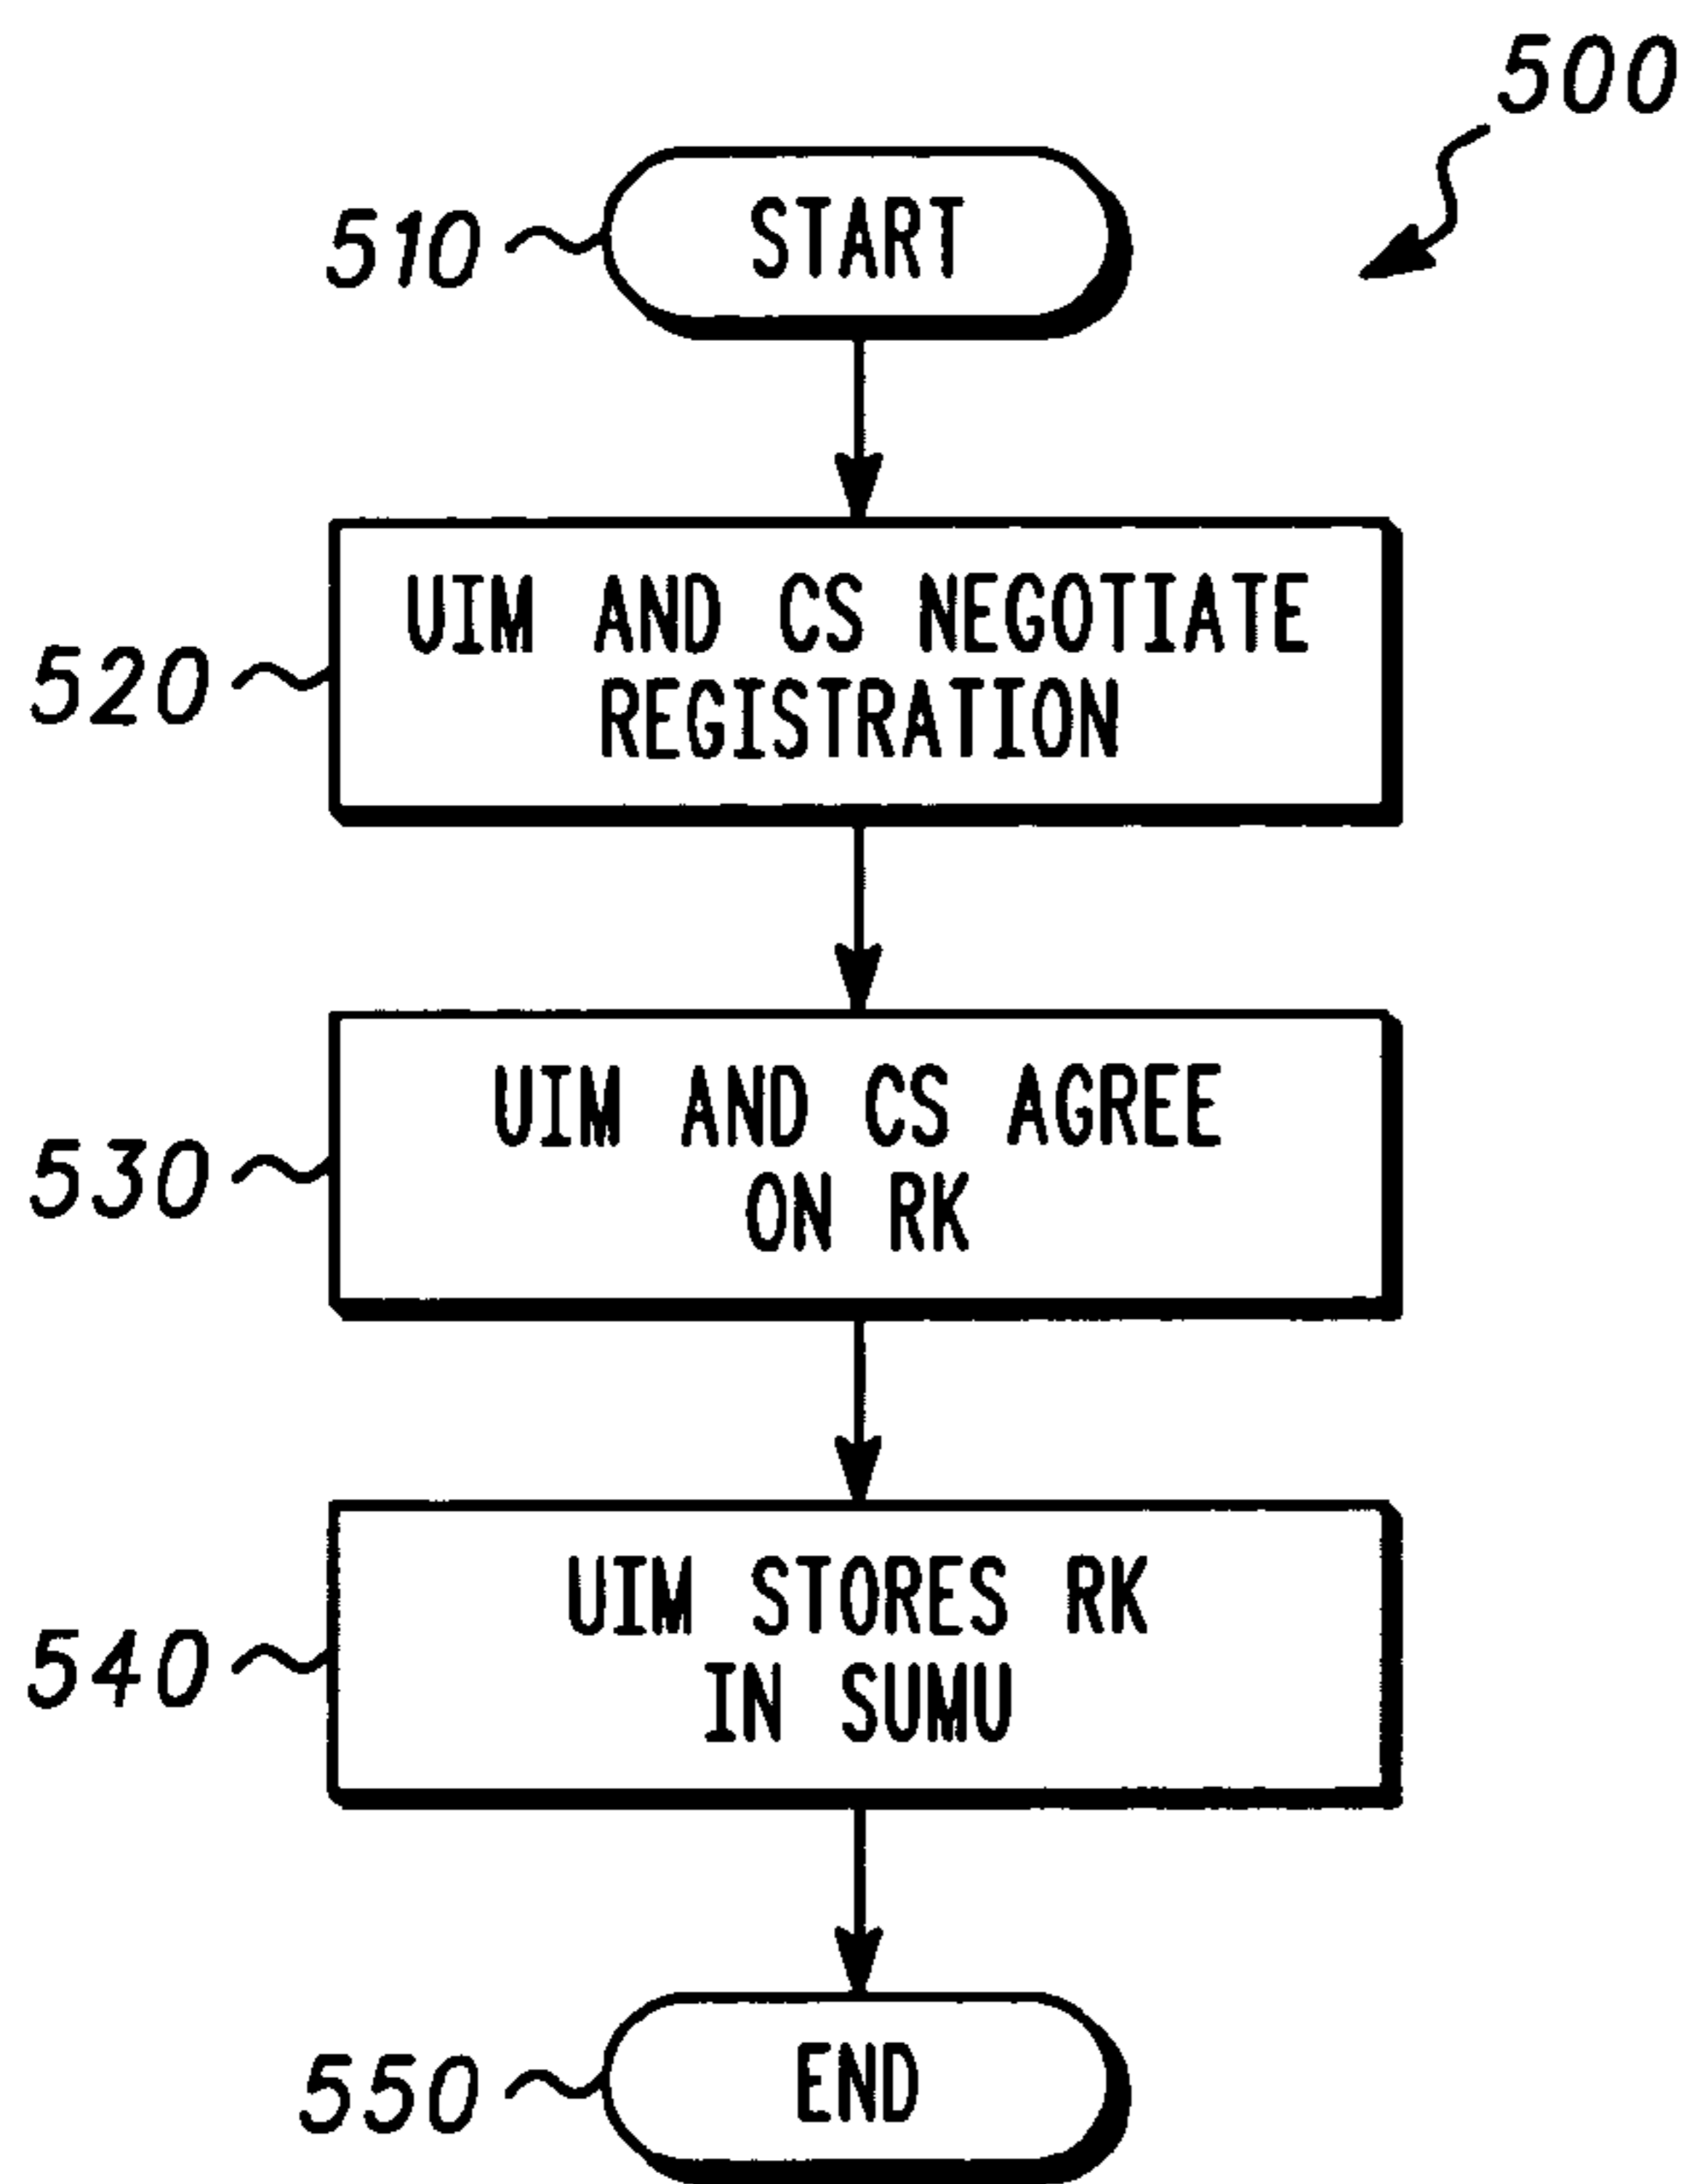 500
510
START
520
UIM AND CS NEGOTIATE
REGISTRATION
530
UIM AND CS AGREE
ON RK
540
UIM STORES RK
IN SUMU
550
END